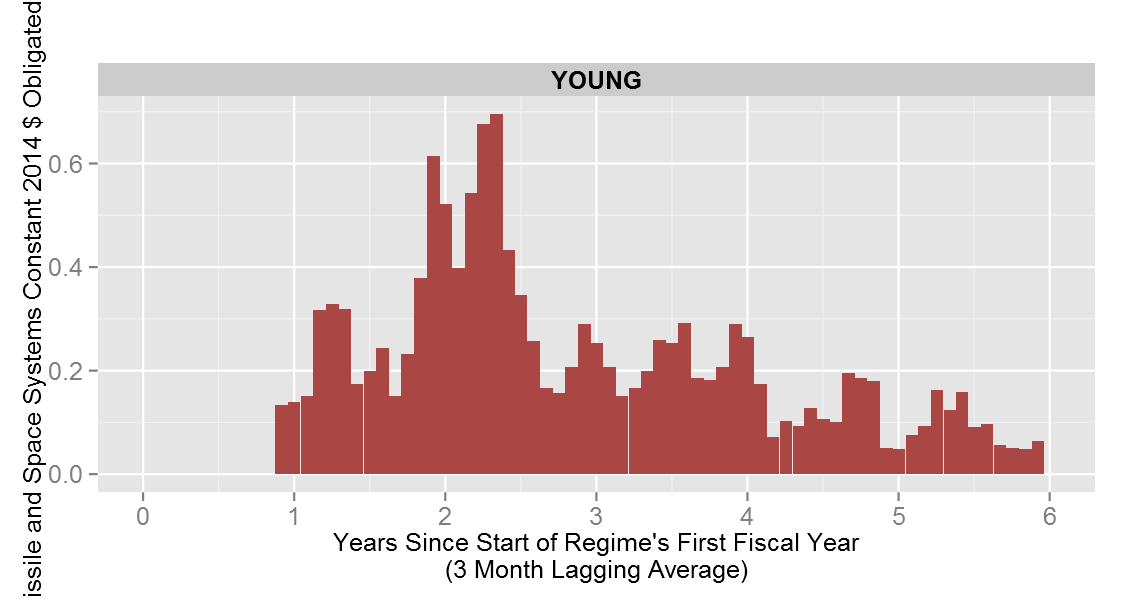 YOUNG
issile and Space Systems Constant 2014 $ Obligated
0.6
0.4
0.2
0.0
0 1 2 3 4 5 6
Years Since Start of Regime's First Fiscal Year
(3 Month Lagging Average)